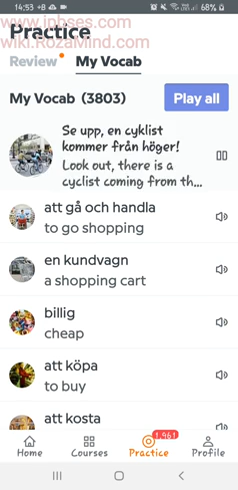 14:53 +B 68%
www.jphses.com
Practice
wiki.RozaMind.com
Review My Vocab
My Vocab (3803) Play all
Se upp, en cyklist
kommer från höger!
Look out, there is a
cyclist coming from th...
att gå och handla
to go shopping
en kundvagn
a shopping cart
billig
cheap
att köpa
to buy
att kosta
1,961
Home Courses Practice Profile